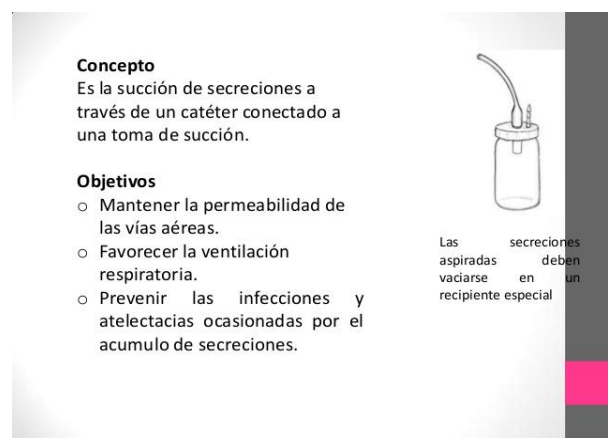 Concepto
Es la succión de secreciones a
través de un catéter conectado a
una toma de succión.
Objetivos
o Mantener la permeabilidad de
las vías aéreas.
o Favorecer la ventilación
respiratoria.
o Prevenir las infecciones y
atelectacias ocasionadas por el
acumulo de secreciones.
Las secreciones
aspiradas deben
vaciarse en un
recipiente especial